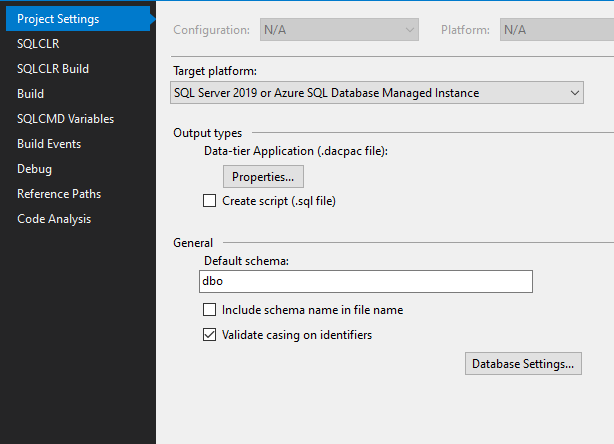 Project Settings
SQLCLR
SQLCLR Build
Build
SQLCMD Variables
Build Events
Debug
Reference Paths
Code Analysis
Configuration: N/A Platform: N/A
Target platform:
SQL Server 2019 or Azure SQL Database Managed Instance
Output types
Data-tier Application (.dacpac file):
Properties...
Create script (.sql file)
General
Default schema:
dbo
Include schema name in file name
Validate casing on identifiers
Database Settings...